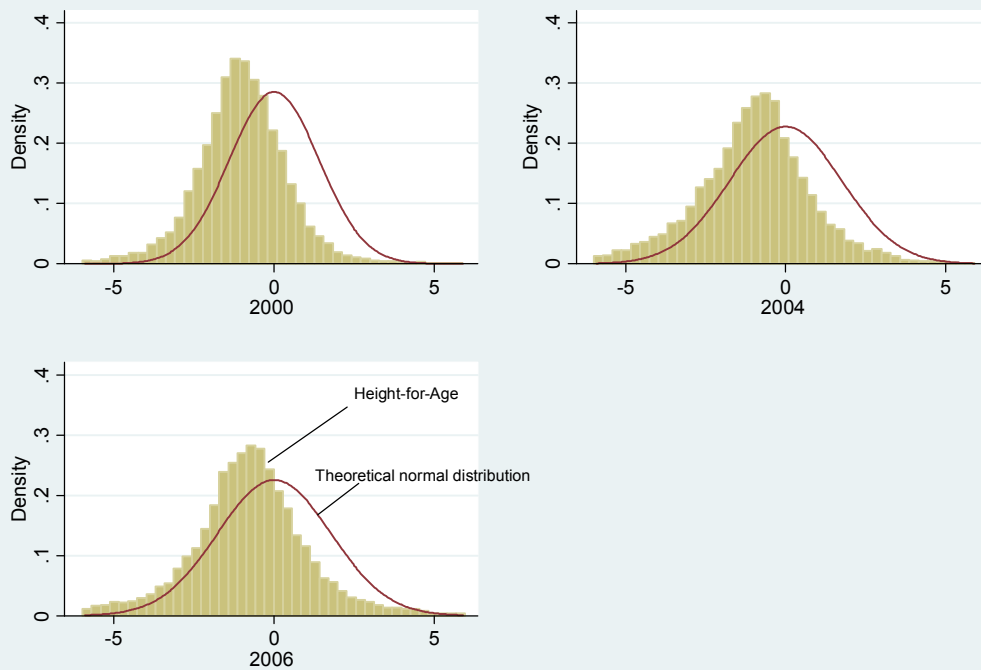 .4
.3
.2
.1
0
Density
-5 0 5
2000
.4
.3
.2
.1
0
Density
-5 0 5
2004
.4
.3
.2
.1
0
Density
Height-for-Age
Theoretical normal distribution
-5 0 5
2006